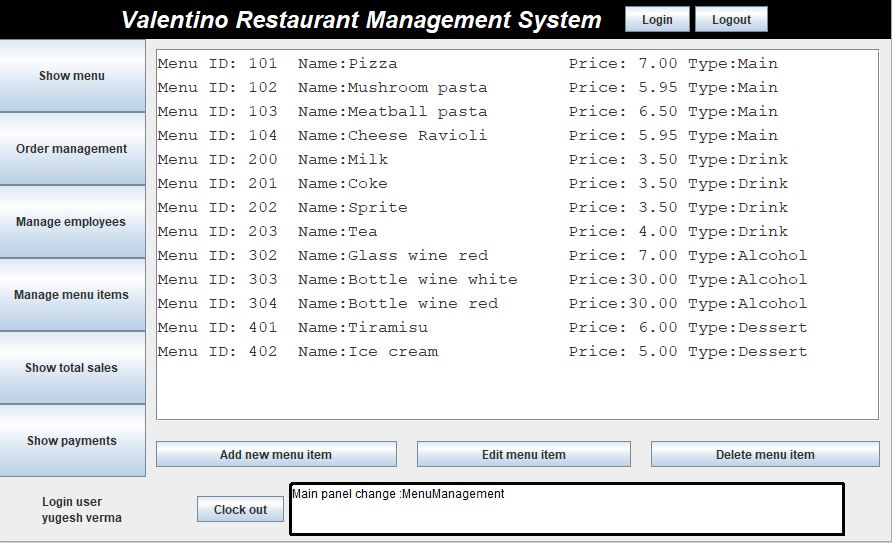 Valentino Restaurant Management System
Login
Logout
Show menu
Order management
Manage employees
Manage menu items
Show total sales
Show payments
Menu ID: 101  Name:Pizza                 Price: 7.00 Type:Main
Menu ID: 102  Name:Mushroom pasta        Price: 5.95 Type:Main
Menu ID: 103  Name:Meatball pasta        Price: 6.50 Type:Main
Menu ID: 104  Name:Cheese Ravioli        Price: 5.95 Type:Main
Menu ID: 200  Name:Milk                  Price: 3.50 Type:Drink
Menu ID: 201  Name:Coke                  Price: 3.50 Type:Drink
Menu ID: 202  Name:Sprite                Price: 3.50 Type:Drink
Menu ID: 203  Name:Tea                   Price: 4.00 Type:Drink
Menu ID: 302  Name:Glass wine red        Price: 7.00 Type:Alcohol
Menu ID: 303  Name:Bottle wine white     Price:30.00 Type:Alcohol
Menu ID: 304  Name:Bottle wine red       Price:30.00 Type:Alcohol
Menu ID: 401  Name:Tiramisu              Price: 6.00 Type:Dessert
Menu ID: 402  Name:Ice cream             Price: 5.00 Type:Dessert
Add new menu item
Edit menu item
Delete menu item
Login user
yugesh verma
Clock out
Main panel change :MenuManagement